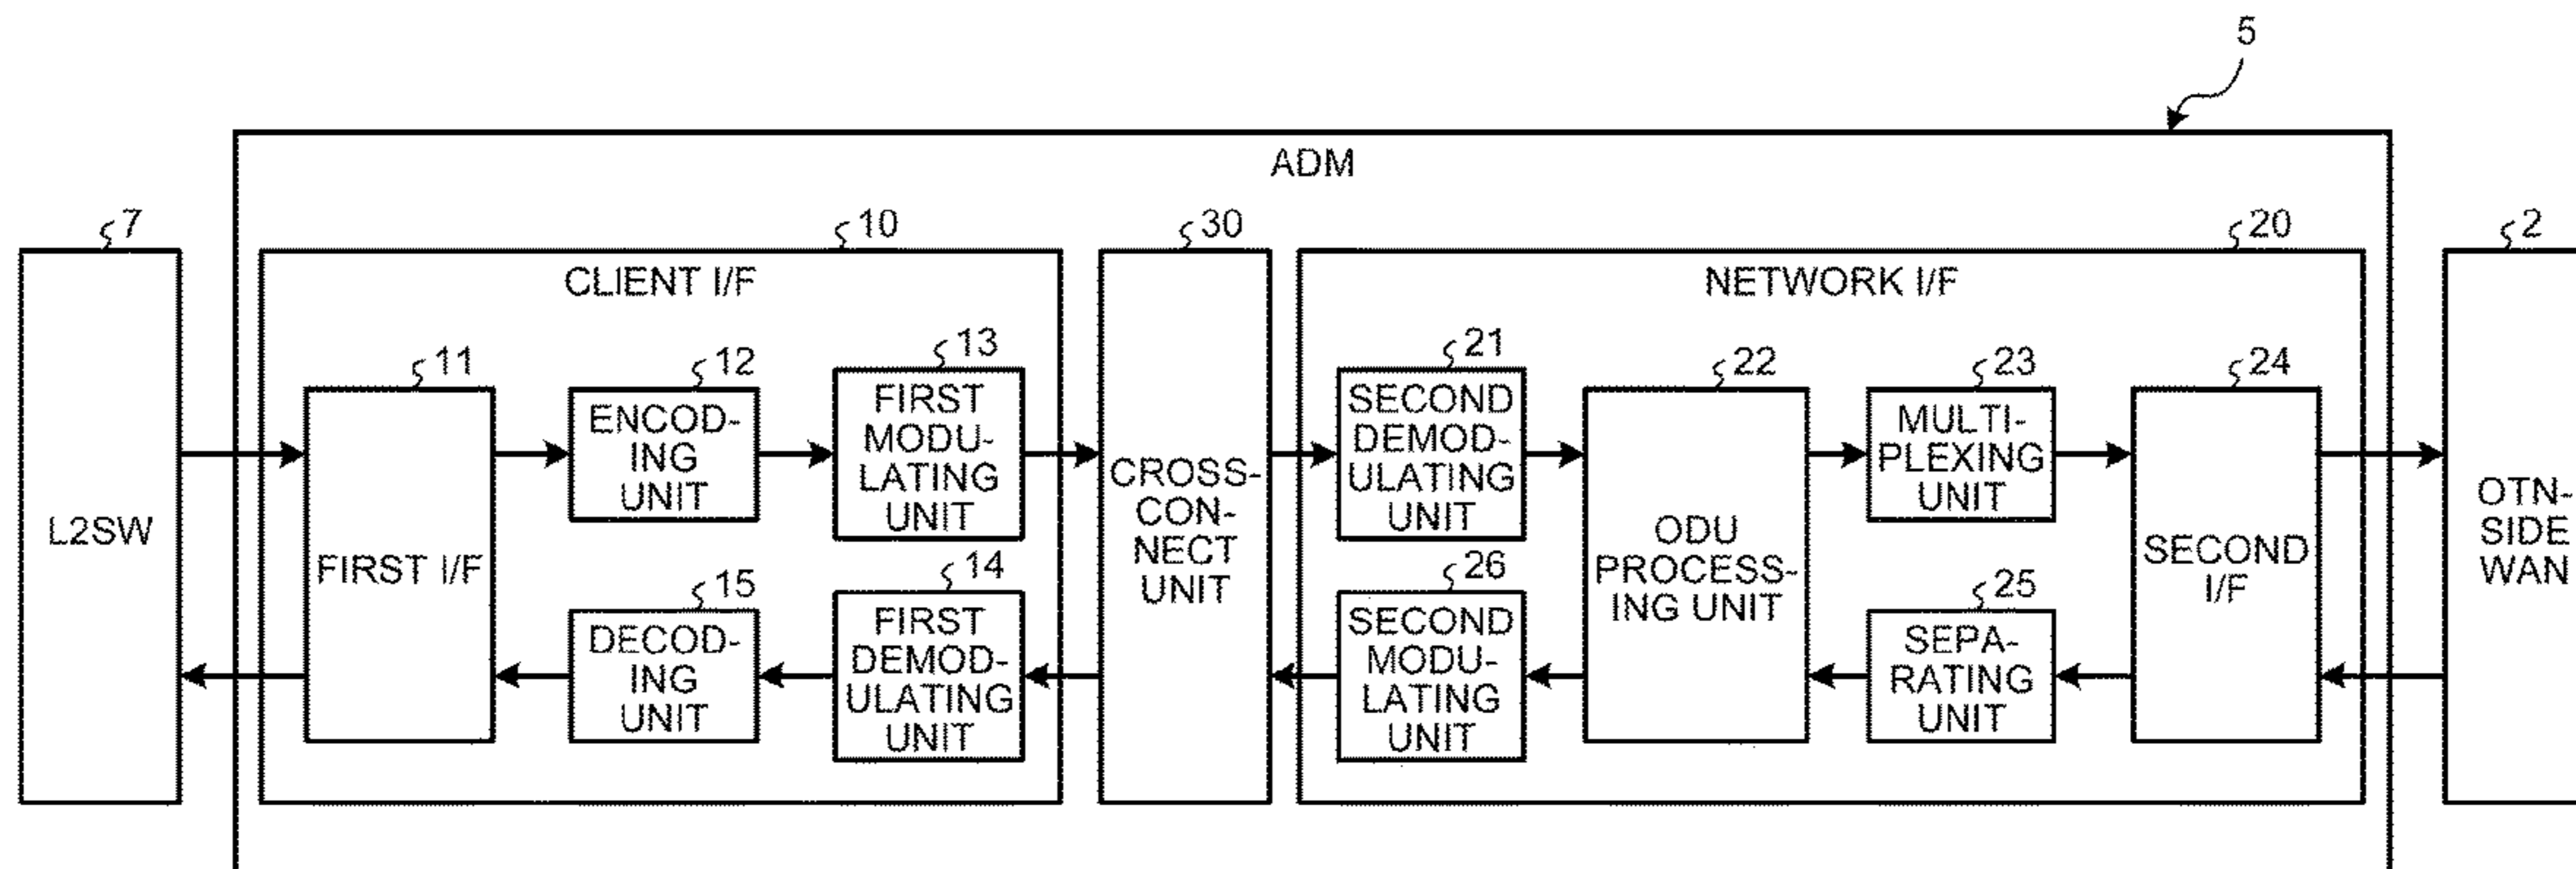 5
ADM
7
10
30
20
2
CLIENT I/F
NETWORK I/F
11
12
13
21
22
23
24
L2SW
FIRST I/F
ENCOD-
ING
UNIT
FIRST
MODU-
LATING
UNIT
CROSS-
CON-
NECT
UNIT
SECOND
DEMOD-
ULATING
UNIT
ODU
PROCESS-
ING UNIT
MULTI-
PLEXING
UNIT
SECOND
I/F
OTN-
SIDE
WAN
15
14
26
25
DECOD-
ING
UNIT
FIRST
DEMOD-
ULATING
UNIT
SECOND
MODU-
LATING
UNIT
SEPA-
RATING
UNIT